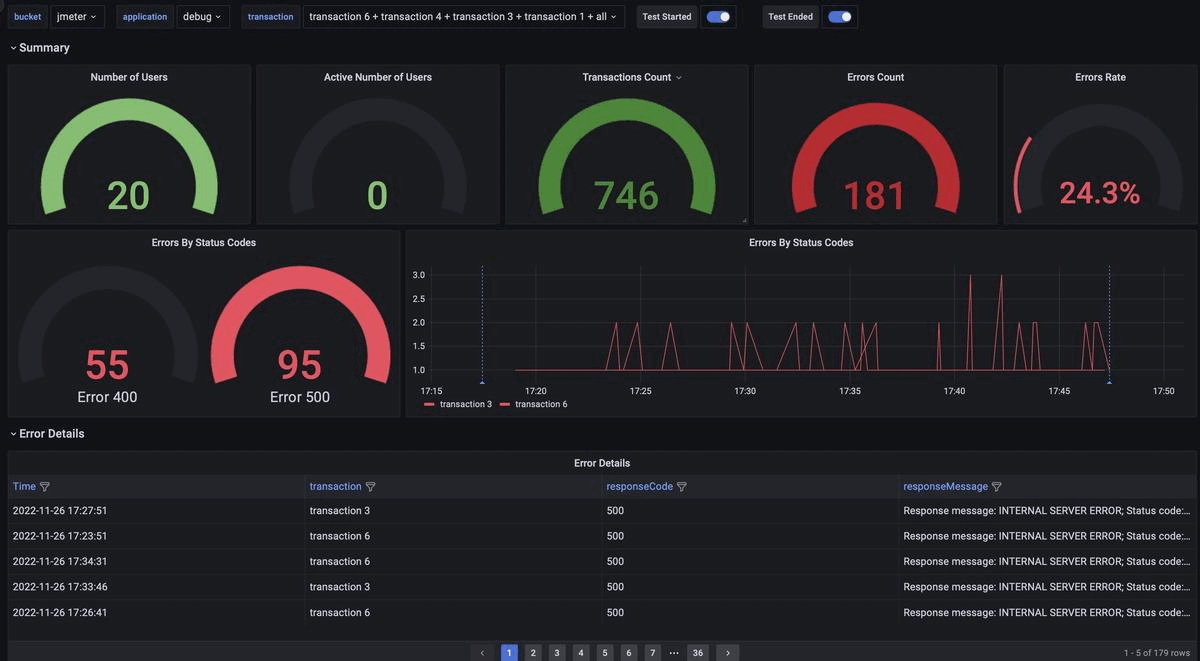 bucket jmeter application debug transaction transaction 6 + transaction 4 + transaction 3 + transaction 1 + all Test Started Test Ended
Summary
Number of Users
20
Active Number of Users
0
Transactions Count
746
Errors Count
181
Errors Rate
24.3%
Errors By Status Codes
55
Error 400
95
Error 500
Errors By Status Codes
3.0
2.5
2.0
1.5
1.0
17:15 17:20 17:25 17:30 17:35 17:40 17:45 17:50
transaction 3 transaction 6
Error Details
Error Details
Time transaction responseCode responseMessage
2022-11-26 17:27:51 transaction 3 500 Response message: INTERNAL SERVER ERROR; Status code:...
2022-11-26 17:23:51 transaction 6 500 Response message: INTERNAL SERVER ERROR; Status code:...
2022-11-26 17:34:31 transaction 6 500 Response message: INTERNAL SERVER ERROR; Status code:...
2022-11-26 17:33:46 transaction 3 500 Response message: INTERNAL SERVER ERROR; Status code:...
2022-11-26 17:26:41 transaction 6 500 Response message: INTERNAL SERVER ERROR; Status code:...
‹ 1 2 3 4 5 6 7 ••• 36 › 1 - 5 of 179 rows